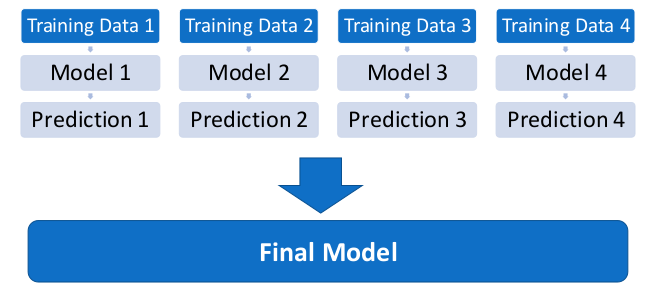 Training Data 1
Training Data 2
Training Data 3
Training Data 4
Model 1
Model 2
Model 3
Model 4
Prediction 1
Prediction 2
Prediction 3
Prediction 4
Final Model